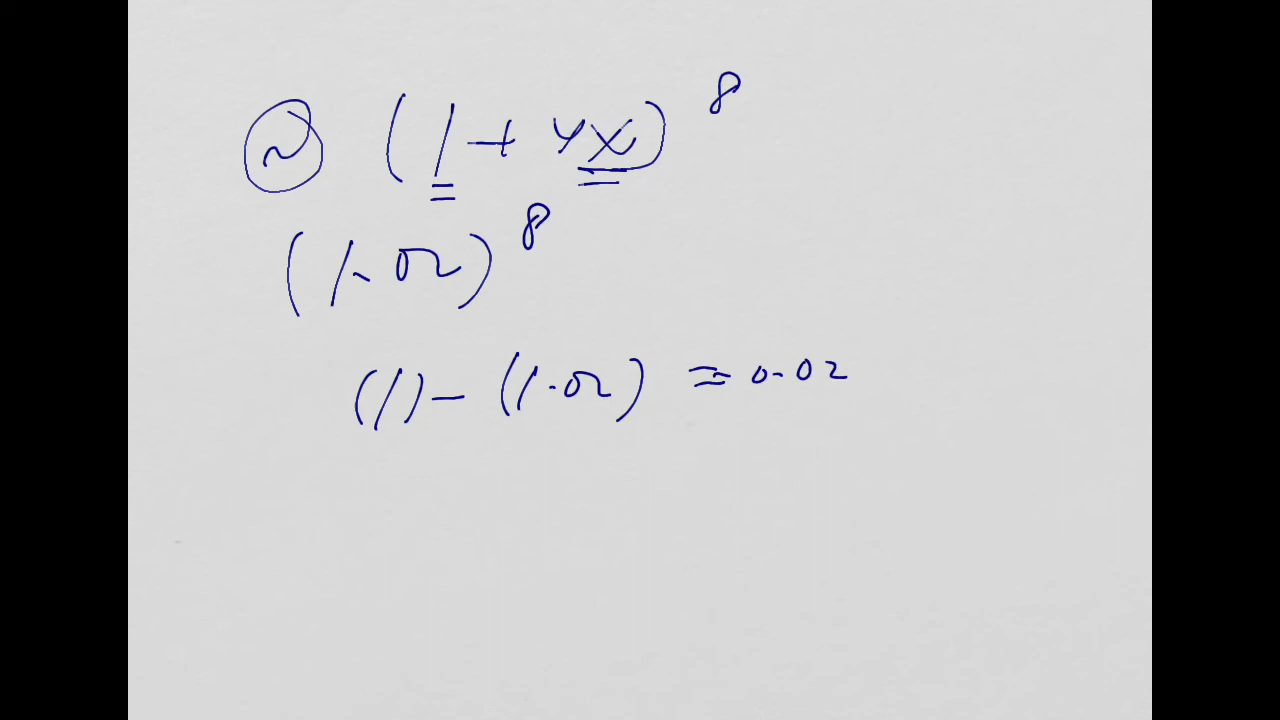 2 (1 + 4x)^8
(1.02)^8
(1) - (1.02) = 0.02